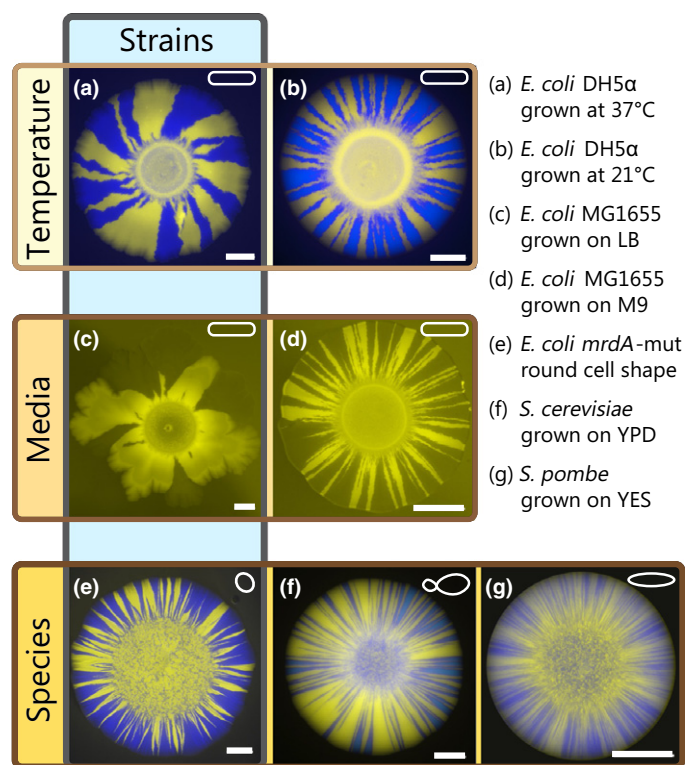 Strains
Temperature
(a)
(b)
Media
(c)
(d)
Species
(e)
(f)
(g)
(a) E. coli DH5α
grown at 37°C
(b) E. coli DH5α
grown at 21°C
(c) E. coli MG1655
grown on LB
(d) E. coli MG1655
grown on M9
(e) E. coli mrdA-mut
round cell shape
(f) S. cerevisiae
grown on YPD
(g) S. pombe
grown on YES